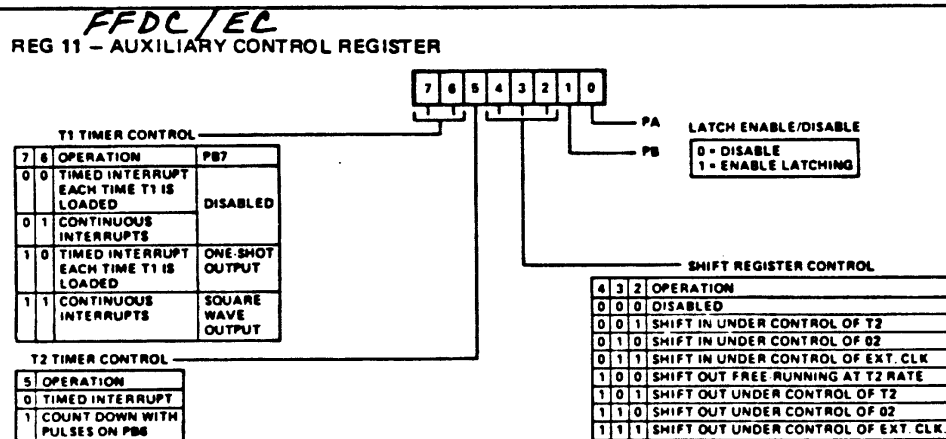 FFDC/EC
REG 11 – AUXILIARY CONTROL REGISTER
7 6 5 4 3 2 1 0
PA
PB
LATCH ENABLE/DISABLE
0 = DISABLE
1 = ENABLE LATCHING
T1 TIMER CONTROL
7 6 OPERATION PB7
0 0 TIMED INTERRUPT
EACH TIME T1 IS
LOADED
DISABLED
0 1 CONTINUOUS
INTERRUPTS
1 0 TIMED INTERRUPT ONE-SHOT
EACH TIME T1 IS OUTPUT
LOADED
1 1 CONTINUOUS SQUARE
INTERRUPTS WAVE
OUTPUT
T2 TIMER CONTROL
5 OPERATION
0 TIMED INTERRUPT
1 COUNT DOWN WITH
PULSES ON PB6
SHIFT REGISTER CONTROL
4 3 2 OPERATION
0 0 0 DISABLED
0 0 1 SHIFT IN UNDER CONTROL OF T2
0 1 0 SHIFT IN UNDER CONTROL OF 02
0 1 1 SHIFT IN UNDER CONTROL OF EXT. CLK
1 0 0 SHIFT OUT FREE-RUNNING AT T2 RATE
1 0 1 SHIFT OUT UNDER CONTROL OF T2
1 1 0 SHIFT OUT UNDER CONTROL OF 02
1 1 1 SHIFT OUT UNDER CONTROL OF EXT. CLK.